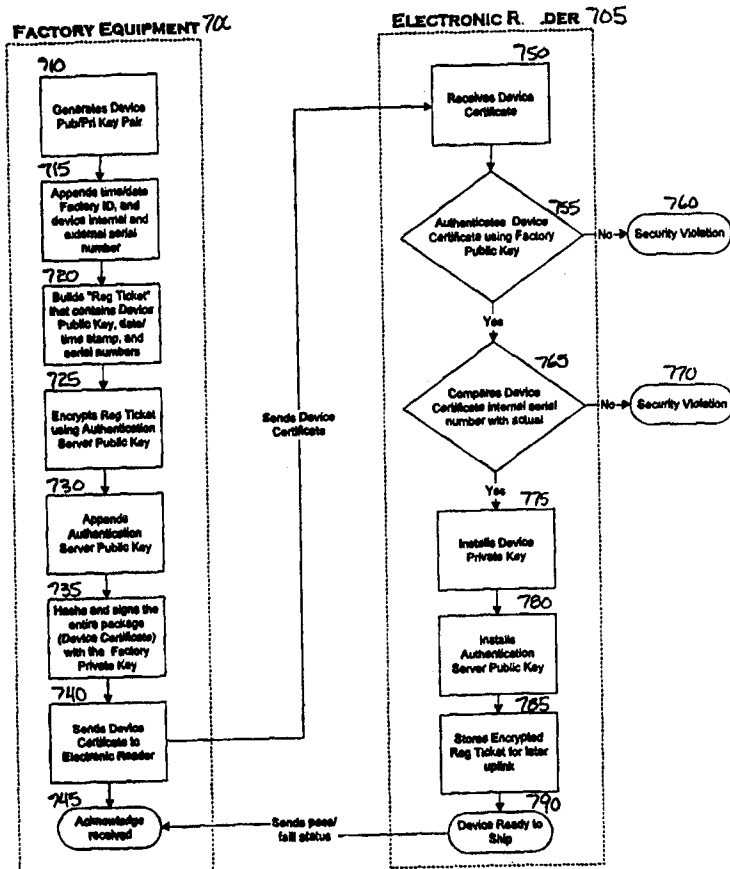 FACTORY EQUIPMENT 70
710
Generates Device
Pub/Pri Key Pair
715
Appends time/date
Factory ID, and
device internal and
external serial
number
720
Builds "Reg Ticket"
that contains Device
Public Key, date/
time stamp, and
serial numbers
725
Encrypts Reg Ticket
using Authentication
Server Public Key
730
Appends
Authentication
Server Public Key
735
Hashs and signs the
entire package
(Device Certificate)
with the Factory
Private Key
740
Sends Device
Certificate to
Electronic Reader
745
Acknowledge
received
Sends Device
Certificate
Sends pass/
fail status
ELECTRONIC R DER 705
750
Receives Device
Certificate
755
Authenticates Device
Certificate using Factory
Public Key
No
760
Security Violation
Yes
765
Compares Device
Certificate internal serial
number with actual
No
770
Security Violation
Yes
775
Installs Device
Private Key
780
Installs
Authentication
Server Public Key
785
Stores Encrypted
Reg Ticket for later
uplink
790
Device Ready to
Ship